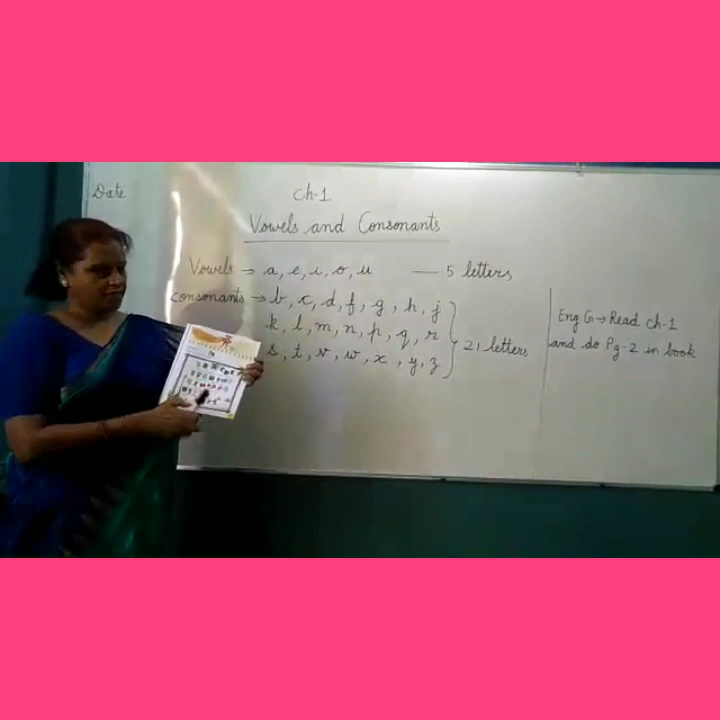 Date
Ch-1
Vowels and Consonants
Vowels → a, e, i, o, u — 5 letters
Consonants → b, c, d, f, g, h, j
k, l, m, n, p, q, r
s, t, v, w, x, y, z
21 letters
Eng G → Read ch-1
and do Pg-2 in book